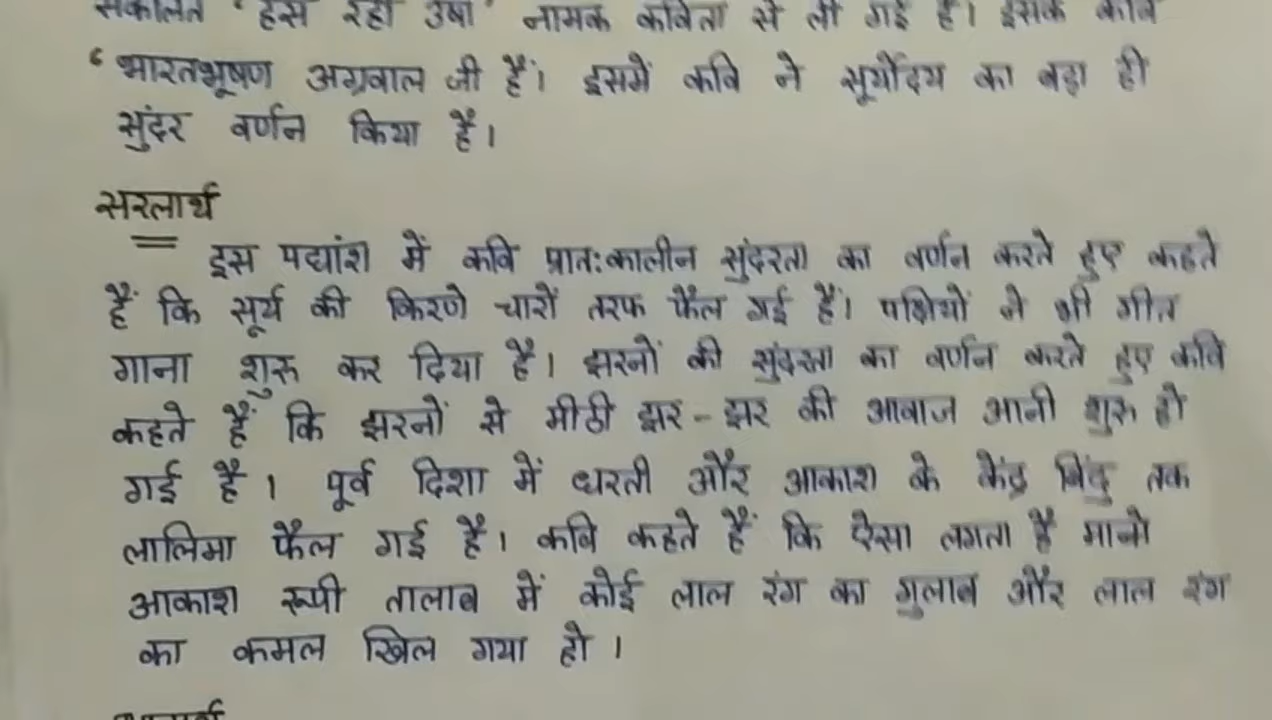 संकलित 'हँस रही उषा' नामक कविता से ली गई है। इसके कवि
‘ भारतभूषण अग्रवाल जी हैं। इसमें कवि ने सूर्योदय का बड़ा ही
सुंदर वर्णन किया है।
सरलार्थ
इस पद्यांश में कवि प्रात:कालीन सुंदरता का वर्णन करते हुए कहते
हैं कि सूर्य की किरणे चारों तरफ फैल गई हैं। पक्षियों ने भी गीत
गाना शुरू कर दिया है। झरनों की सुंदरता का वर्णन करते हुए कवि
कहते हैं कि झरनों से मीठी झर-झर की आवाज आनी शुरू हो
गई है। पूर्व दिशा में धरती और आकाश के केंद्र बिंदु तक
लालिमा फैल गई है। कवि कहते हैं कि ऐसा लगता है मानो
आकाश रूपी तालाब में कोई लाल रंग का गुलाब और लाल रंग
का कमल खिल गया हो ।